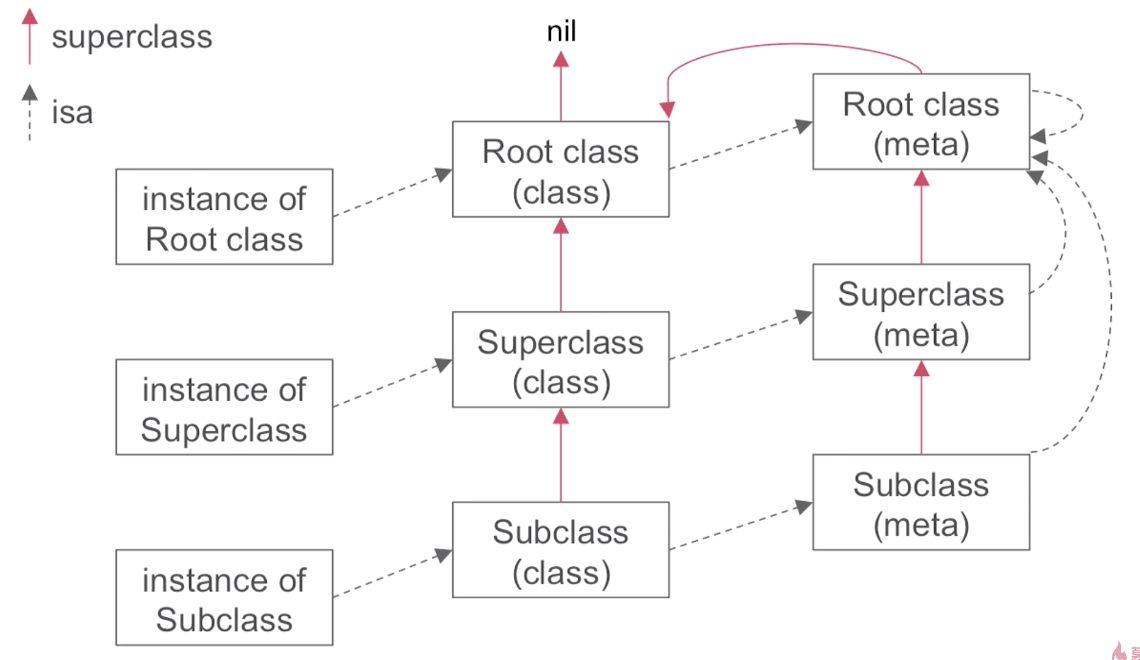 superclass
isa
nil
Root class
(meta)
Root class
(class)
instance of
Root class
Superclass
(meta)
Superclass
(class)
instance of
Superclass
Subclass
(meta)
Subclass
(class)
instance of
Subclass